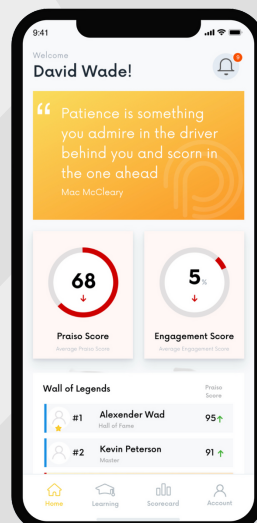 9:41
Welcome
David Wade!
“ Patience is something
you admire in the driver
behind you and scorn in
the one ahead
Mac McCleary
68
Praiso Score
Average Praiso Score
5%
Engagement Score
Average Engagement Score
Wall of Legends
Praiso
Score
#1 Alexender Wad 95
Hall of Fame
#2 Kevin Peterson 91
Master
Home Learning Scorecard Account